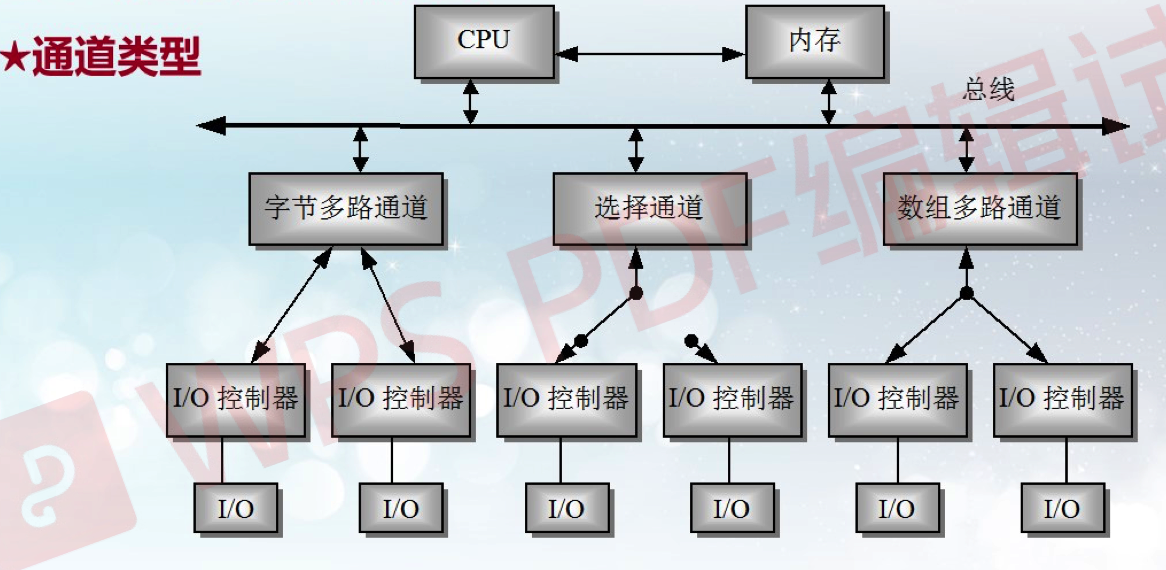 ★通道类型
CPU
内存
总线
字节多路通道
选择通道
数组多路通道
I/O 控制器
I/O 控制器
I/O 控制器
I/O 控制器
I/O 控制器
I/O 控制器
I/O
I/O
I/O
I/O
I/O
I/O
WPS PDF编辑试